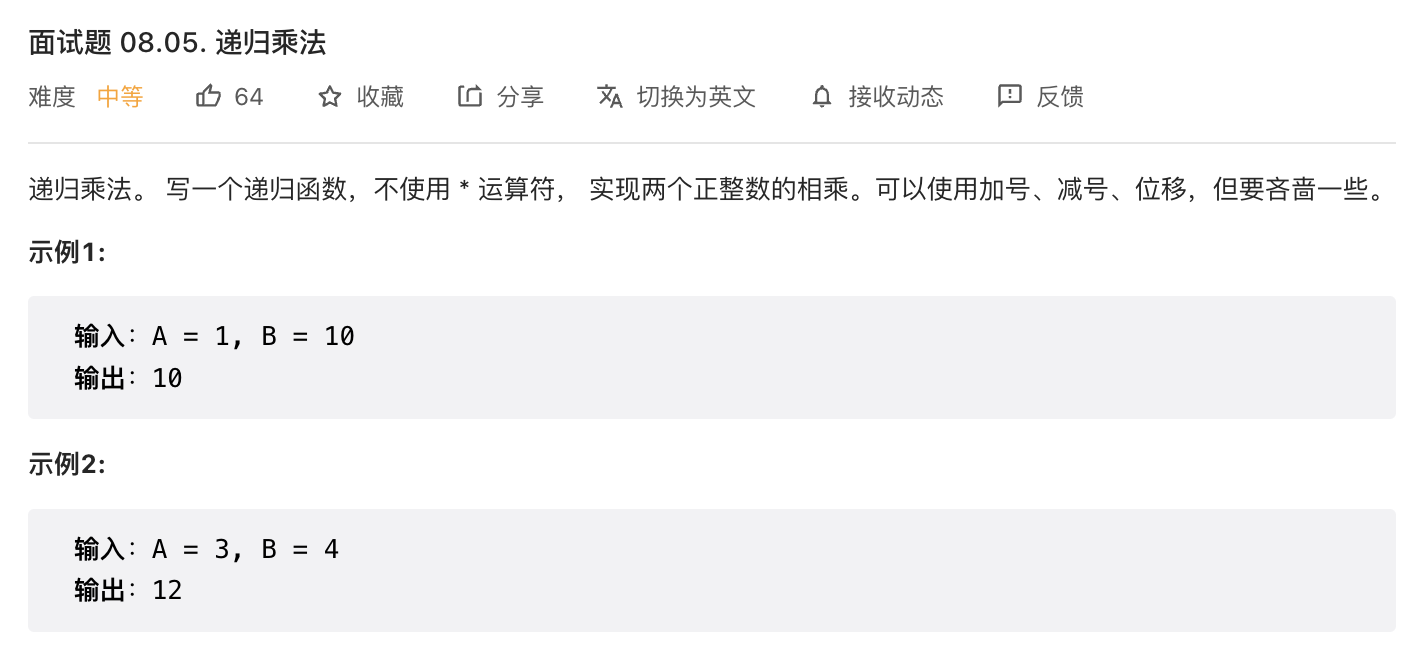 面试题 08.05. 递归乘法
难度 中等 64 收藏 分享 切换为英文 接收动态 反馈
递归乘法。 写一个递归函数，不使用 * 运算符， 实现两个正整数的相乘。可以使用加号、减号、位移，但要吝啬一些。
示例1:
输入：A = 1, B = 10
输出：10
示例2:
输入：A = 3, B = 4
输出：12